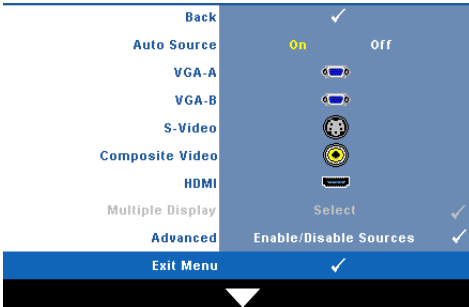 Back
Auto Source On Off
VGA-A
VGA-B
S-Video
Composite Video
HDMI
Multiple Display Select
Advanced Enable/Disable Sources
Exit Menu